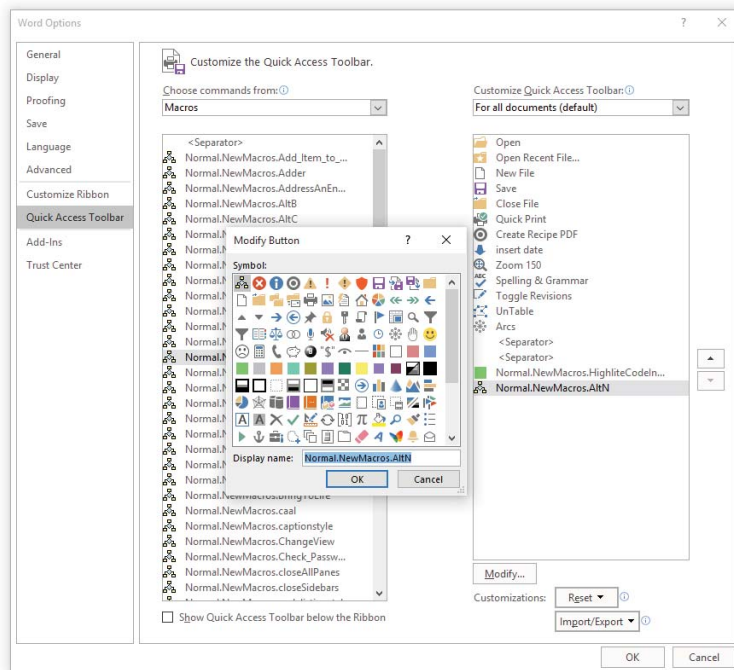 Word Options
?
General
Display
Proofing
Save
Language
Advanced
Customize Ribbon
Quick Access Toolbar
Add-Ins
Trust Center
Customize the Quick Access Toolbar.
Choose commands from:
Macros
<Separator>
Normal.NewMacros.Add_Item_to_...
Normal.NewMacros.Adder
Normal.NewMacros.AddressAnEn...
Normal.NewMacros.AltB
Normal.NewMacros.AltC
Modify Button
?
Symbol:
Display name:
Normal.NewMacros.AltN
OK
Cancel
Normal.NewMacros.BringToLife
Normal.NewMacros.caal
Normal.NewMacros.captionstyle
Normal.NewMacros.ChangeView
Normal.NewMacros.Check_Passw...
Normal.NewMacros.closeAllPanes
Normal.NewMacros.closeSidebars
Show Quick Access Toolbar below the Ribbon
Customize Quick Access Toolbar:
For all documents (default)
Open
Open Recent File...
New File
Save
Close File
Quick Print
Create Recipe PDF
insert date
Zoom 150
Spelling & Grammar
Toggle Revisions
UnTable
Arcs
<Separator>
<Separator>
Normal.NewMacros.HighliteCodeIn...
Normal.NewMacros.AltN
Modify...
Customizations:
Reset
Import/Export
OK
Cancel